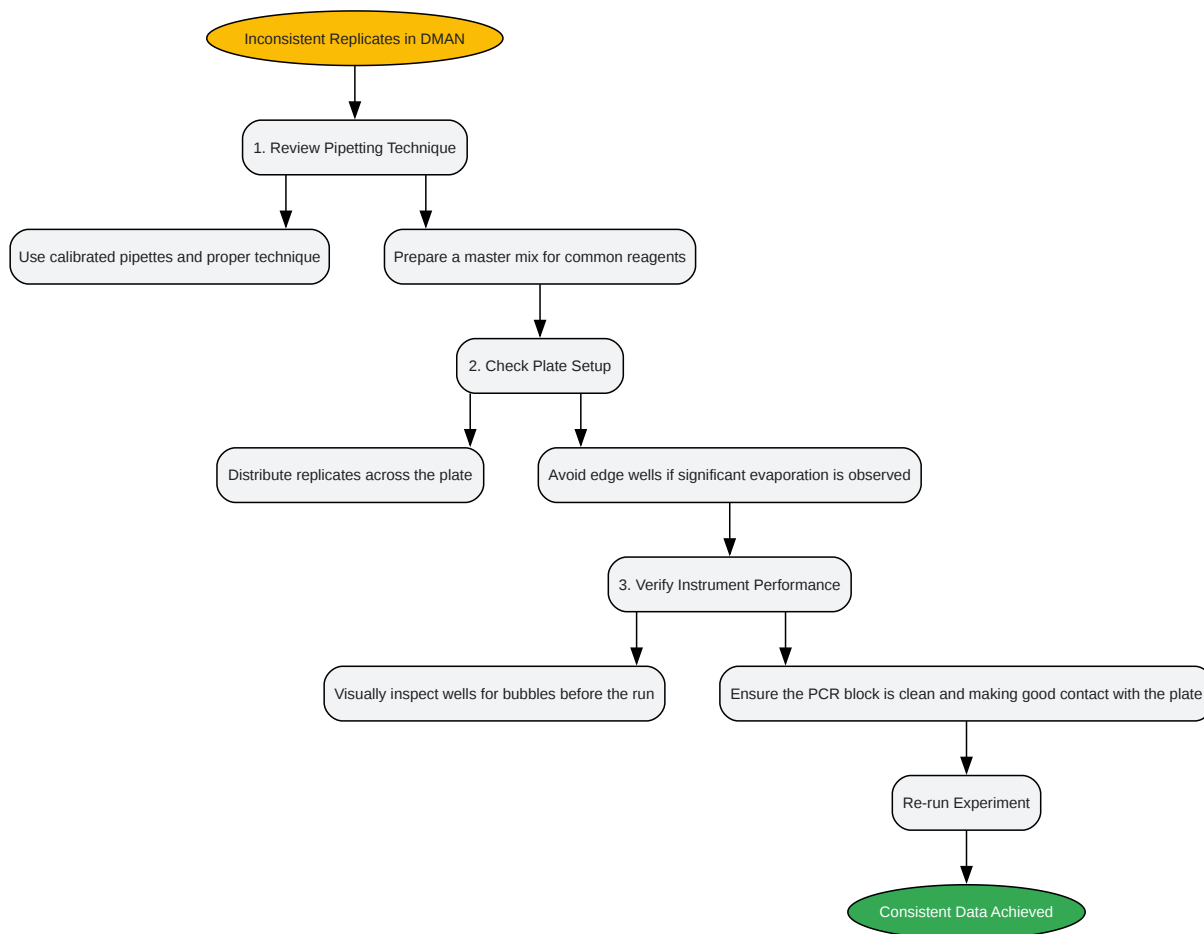 Inconsistent Replicates in DMAN
1. Review Pipetting Technique
Use calibrated pipettes and proper technique
Prepare a master mix for common reagents
2. Check Plate Setup
Distribute replicates across the plate
Avoid edge wells if significant evaporation is observed
3. Verify Instrument Performance
Visually inspect wells for bubbles before the run
Ensure the PCR block is clean and making good contact with the plate
Re-run Experiment
Consistent Data Achieved